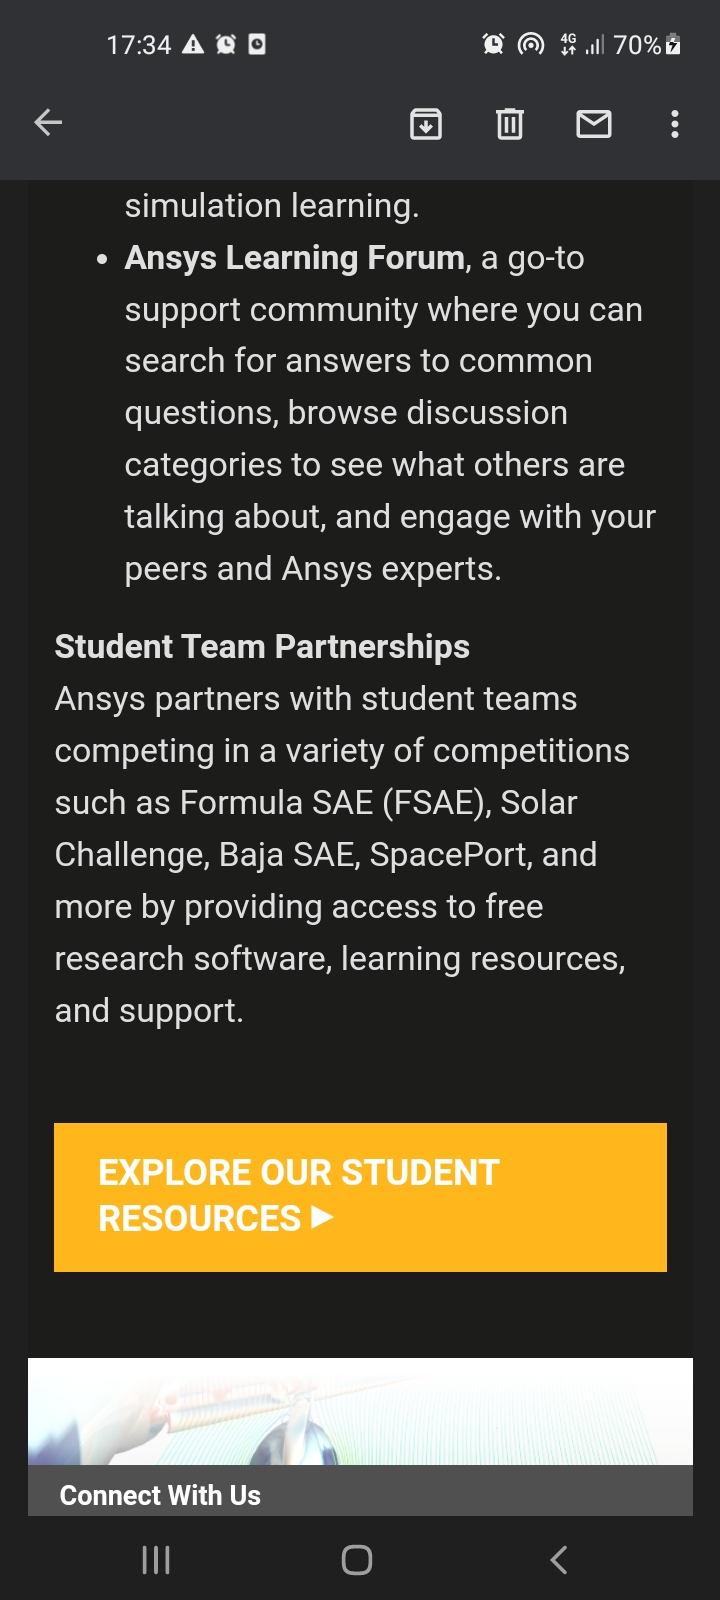 17:34
4G
70%
simulation learning.
• Ansys Learning Forum, a go-to
support community where you can
search for answers to common
questions, browse discussion
categories to see what others are
talking about, and engage with your
peers and Ansys experts.
Student Team Partnerships
Ansys partners with student teams
competing in a variety of competitions
such as Formula SAE (FSAE), Solar
Challenge, Baja SAE, SpacePort, and
more by providing access to free
research software, learning resources,
and support.
EXPLORE OUR STUDENT
RESOURCES ▶
Connect With Us